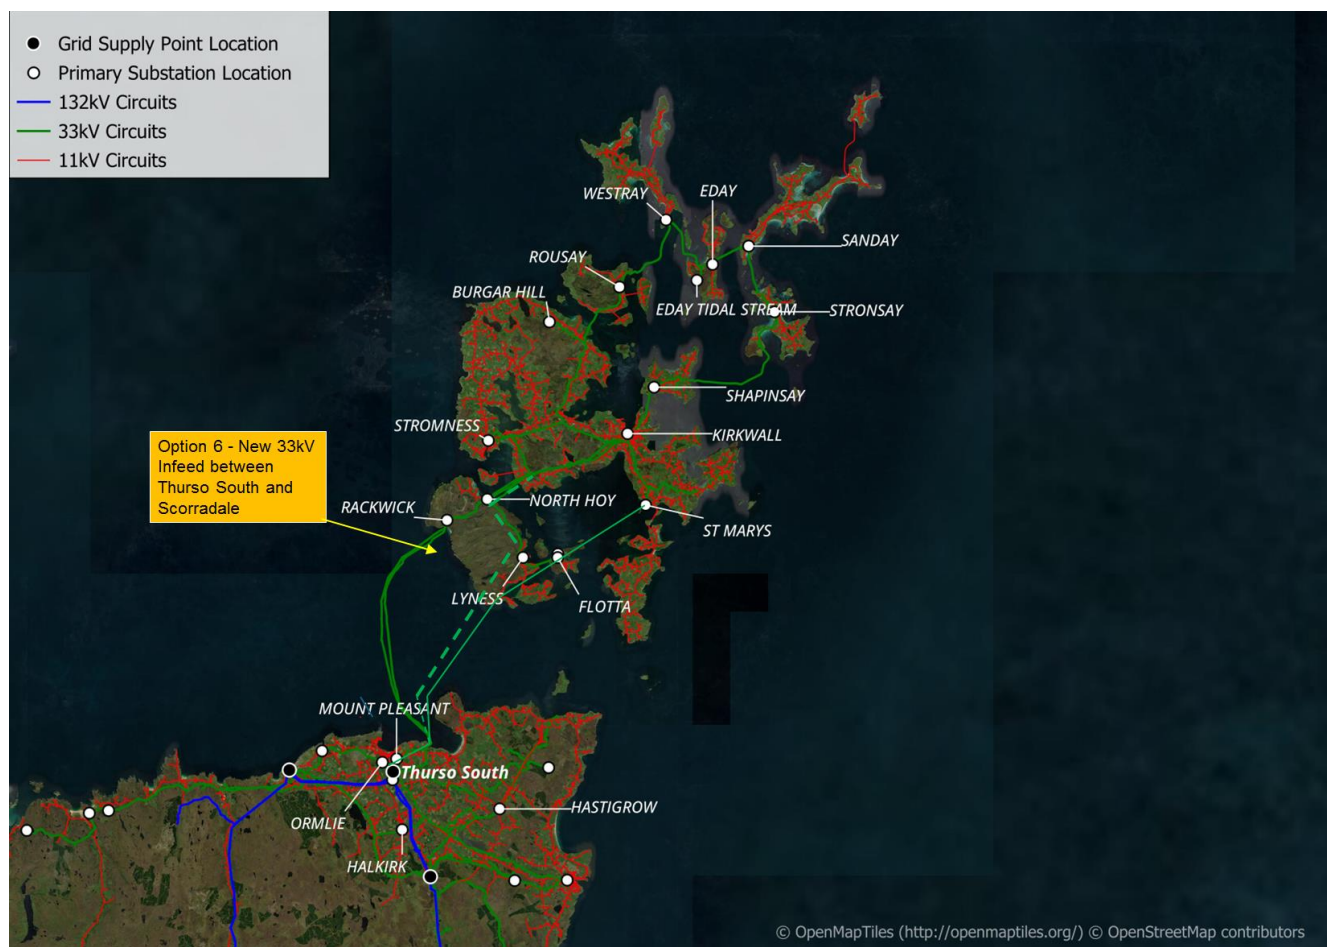 Grid Supply Point Location
Primary Substation Location
132kV Circuits
33kV Circuits
11kV Circuits
WESTRAY
EDAY
SANDAY
ROUSAY
BURGAR HILL
EDAY TIDAL STREAM
STRONSAY
SHAPINSAY
STROMNESS
KIRKWALL
Option 6 - New 33kV
Infeed between
Thurso South and
Scorradale
RACKWICK
NORTH HOY
ST MARYS
LYNESS
FLOTTA
MOUNT PLEASANT
Thurso South
HASTIGROW
ORMLIE
HALKIRK
© OpenMapTiles (http://openmaptiles.org/) © OpenStreetMap contributors